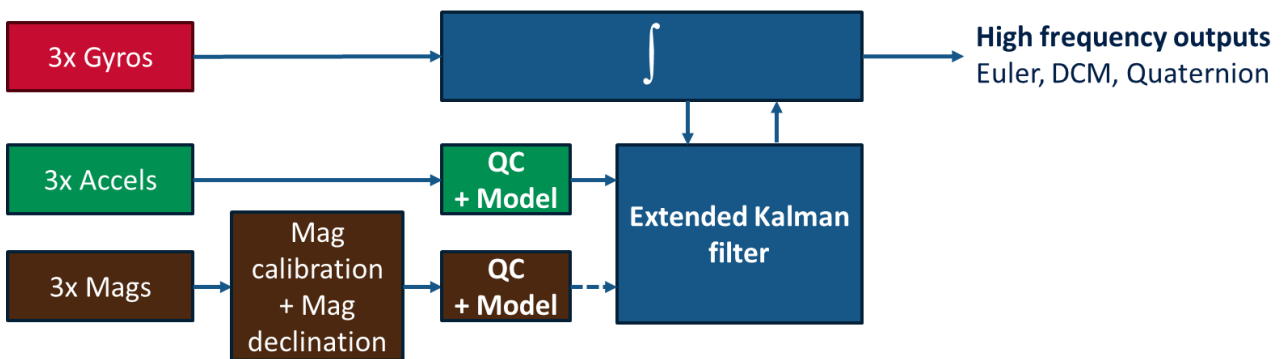 3x Gyros
∫
High frequency outputs
Euler, DCM, Quaternion
3x Accels
QC
+ Model
Extended Kalman
filter
3x Mags
Mag
calibration
+ Mag
declination
QC
+ Model